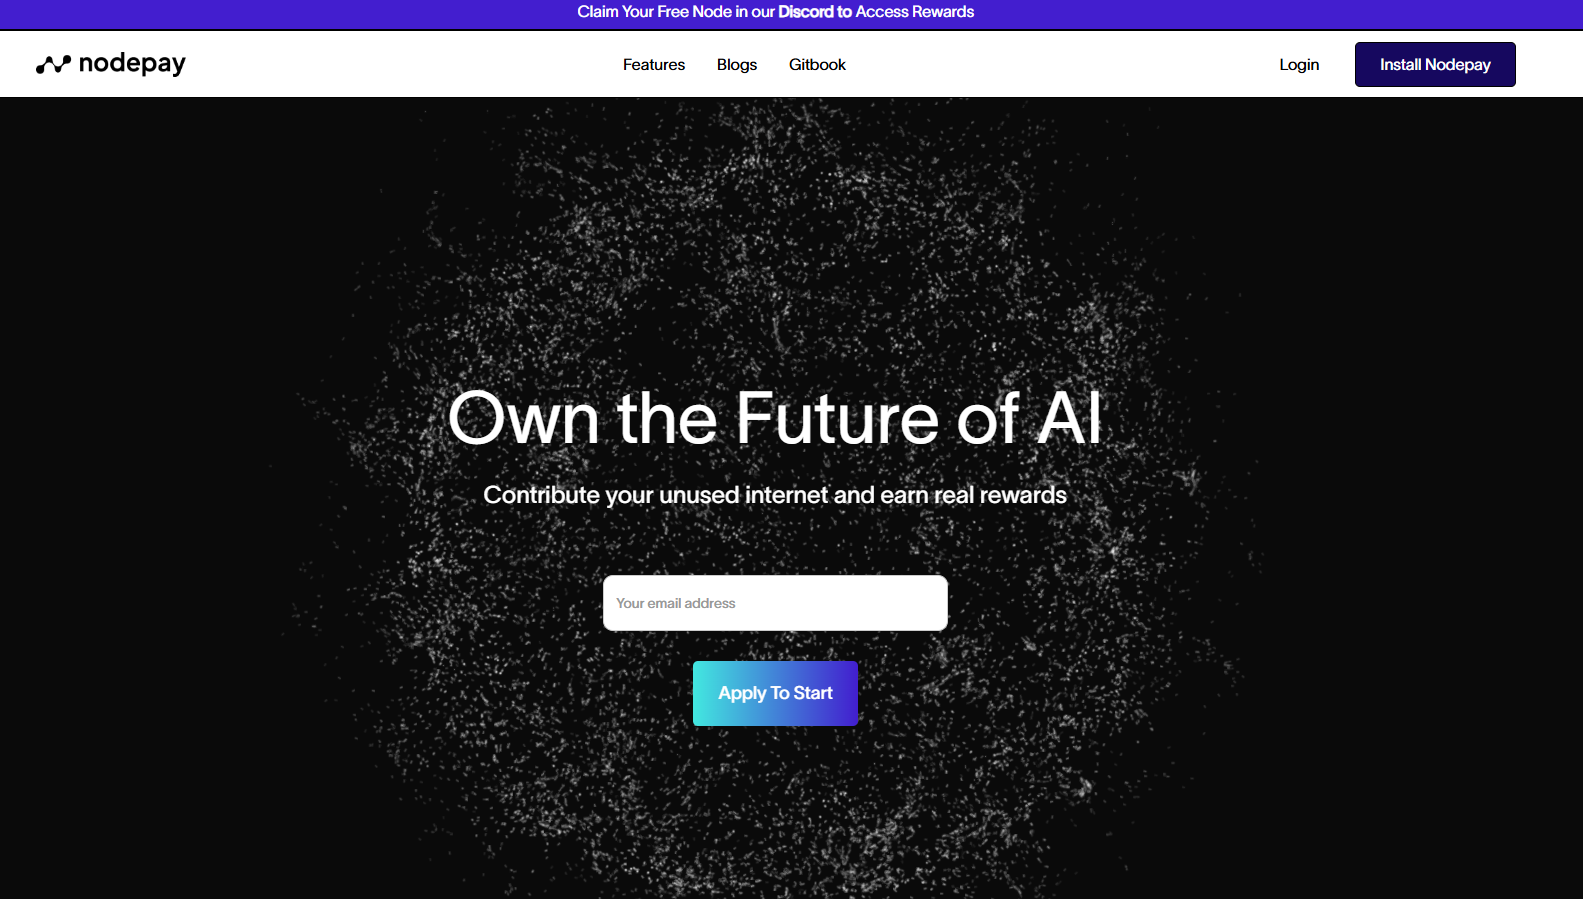 Claim Your Free Node in our Discord to Access Rewards
nodepay
Features
Blogs
Gitbook
Login
Install Nodepay
Own the Future of AI
Contribute your unused internet and earn real rewards
Your email address
Apply To Start